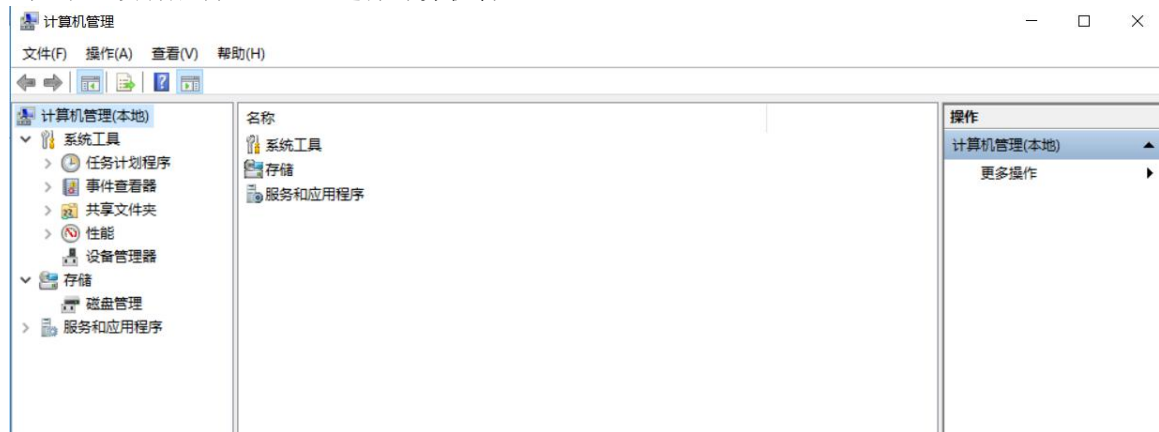 计算机管理
文件(F) 操作(A) 查看(V) 帮助(H)
计算机管理(本地)
系统工具
任务计划程序
事件查看器
共享文件夹
性能
设备管理器
存储
磁盘管理
服务和应用程序
名称
系统工具
存储
服务和应用程序
操作
计算机管理(本地)
更多操作